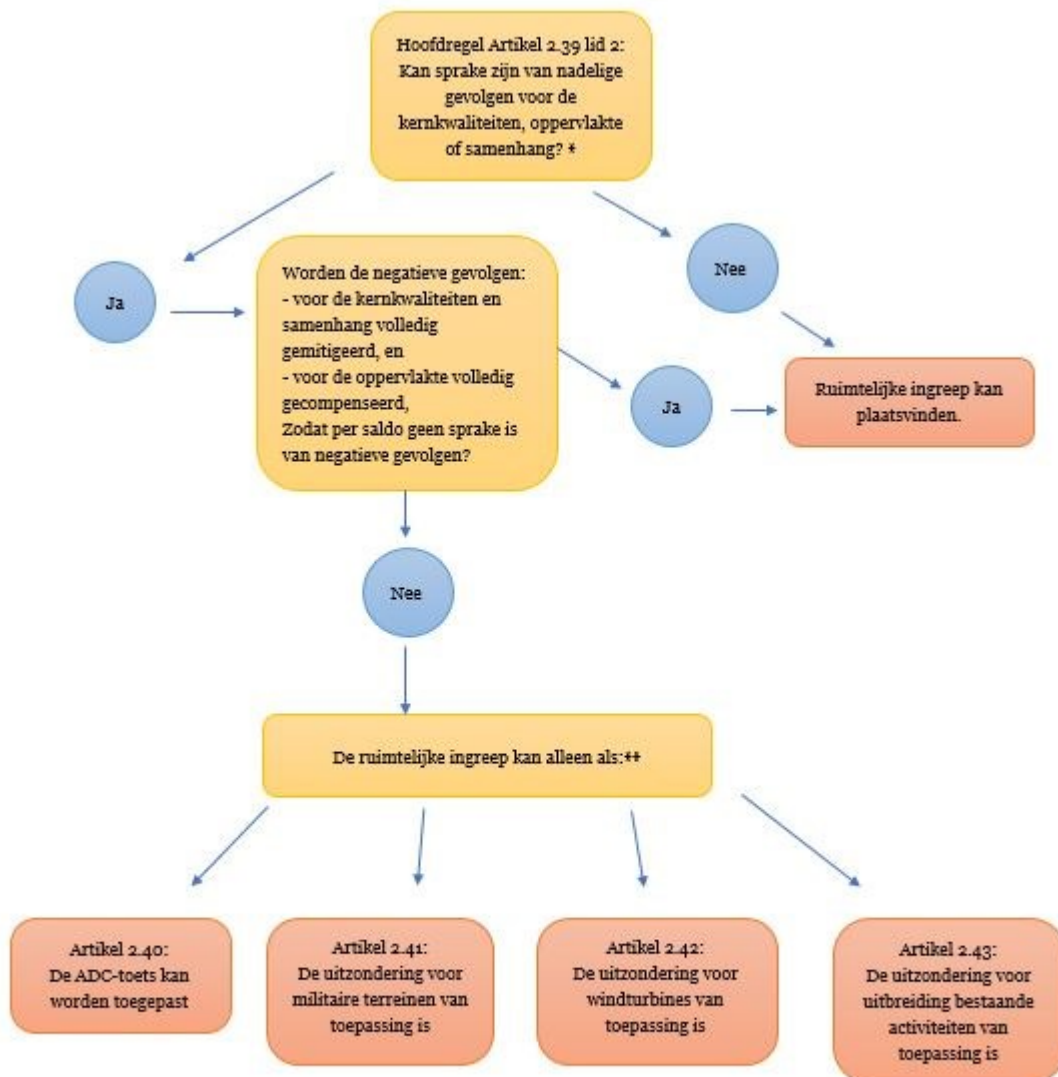 Hoofdregel Artikel 2.39 lid 2:
Kan sprake zijn van nadelige
gevolgen voor de
kernkwaliteiten, oppervlakte
of samenhang? *
Nee
Ja
Worden de negatieve gevolgen:
- voor de kernkwaliteiten en
samenhang volledig
gemitigeerd, en
- voor de oppervlakte volledig
gecompenseerd,
Zodat per saldo geen sprake is
van negatieve gevolgen?
Ja
Ruimtelijke ingreep kan
plaatsvinden.
Nee
De ruimtelijke ingreep kan alleen als:**
Artikel 2.40:
De ADC-toets kan
worden toegepast
Artikel 2.41:
De uitzondering voor
militaire terreinen van
toepassing is
Artikel 2.42:
De uitzondering voor
windturbines van
toepassing is
Artikel 2.43:
De uitzondering voor
uitbreiding bestaande
activiteiten van
toepassing is